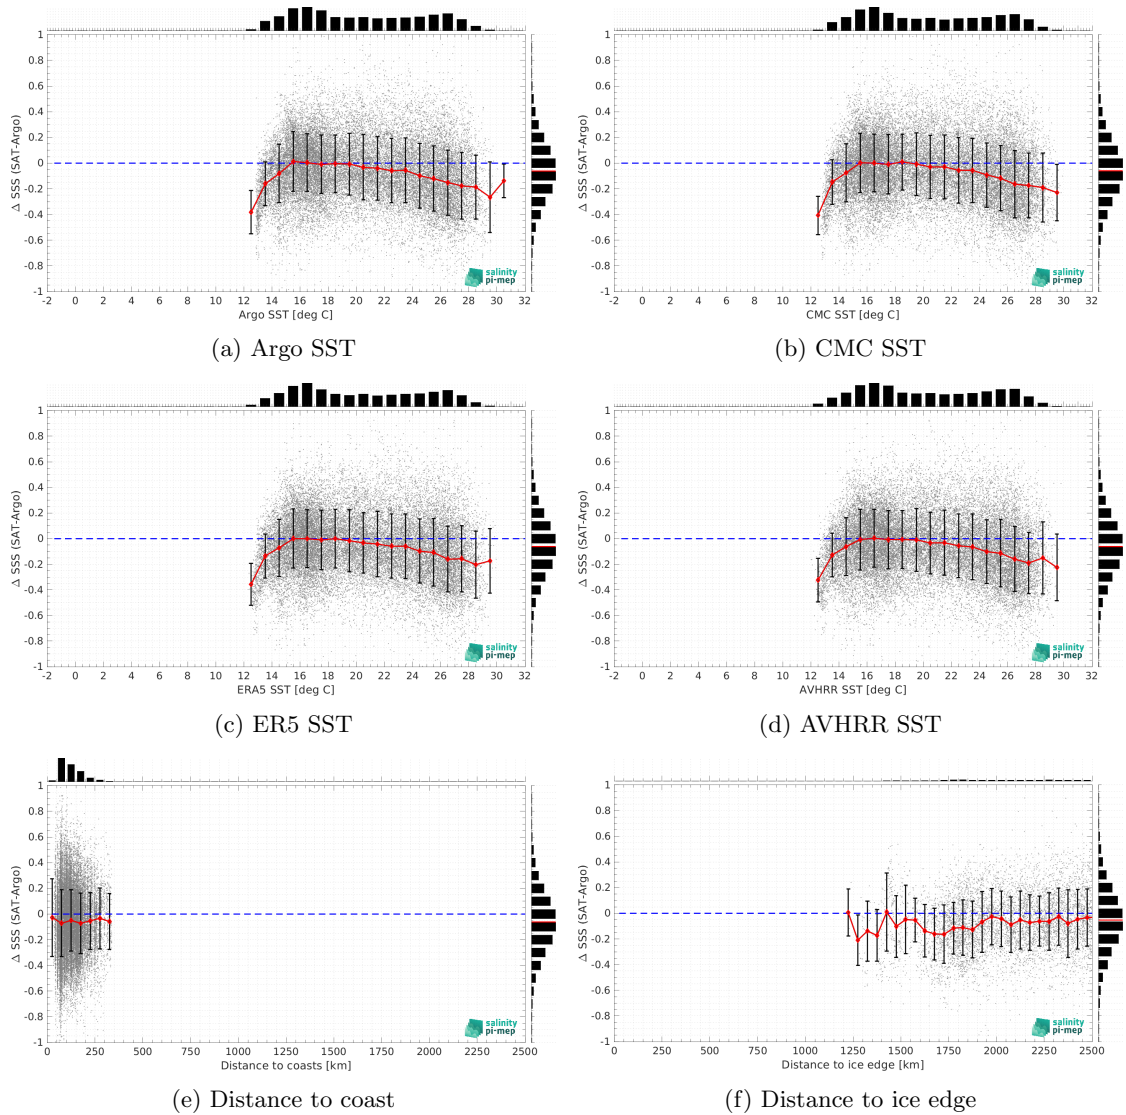 1
0.8
0.6
0.4
0.2
0
-0.2
-0.4
-0.6
-0.8
-1
Δ SSS (SAT-Argo)
-2 0 2 4 6 8 10 12 14 16 18 20 22 24 26 28 30 32
Argo SST [deg C]
salinity
pi-mep
(a) Argo SST
1
0.8
0.6
0.4
0.2
0
-0.2
-0.4
-0.6
-0.8
-1
Δ SSS (SAT-Argo)
-2 0 2 4 6 8 10 12 14 16 18 20 22 24 26 28 30 32
CMC SST [deg C]
salinity
pi-mep
(b) CMC SST
1
0.8
0.6
0.4
0.2
0
-0.2
-0.4
-0.6
-0.8
-1
Δ SSS (SAT-Argo)
-2 0 2 4 6 8 10 12 14 16 18 20 22 24 26 28 30 32
ERA5 SST [deg C]
salinity
pi-mep
(c) ER5 SST
1
0.8
0.6
0.4
0.2
0
-0.2
-0.4
-0.6
-0.8
-1
Δ SSS (SAT-Argo)
-2 0 2 4 6 8 10 12 14 16 18 20 22 24 26 28 30 32
AVHRR SST [deg C]
salinity
pi-mep
(d) AVHRR SST
1
0.8
0.6
0.4
0.2
0
-0.2
-0.4
-0.6
-0.8
-1
Δ SSS (SAT-Argo)
0 250 500 750 1000 1250 1500 1750 2000 2250 2500
Distance to coasts [km]
salinity
pi-mep
(e) Distance to coast
1
0.8
0.6
0.4
0.2
0
-0.2
-0.4
-0.6
-0.8
-1
Δ SSS (SAT-Argo)
0 250 500 750 1000 1250 1500 1750 2000 2250 2500
Distance to ice edge [km]
salinity
pi-mep
(f) Distance to ice edge